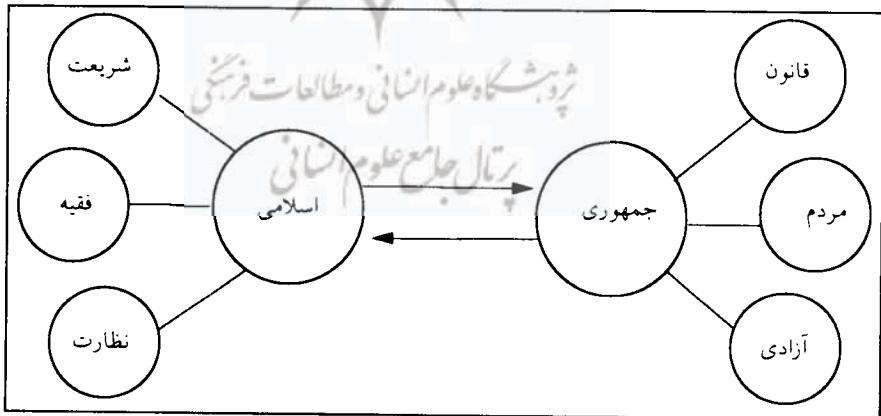 شریعت
قانون
پژوهشگاه علوم انسانی و مطالعات فرهنگی
پرتال جامع علوم انسانی
فقیه
اسلامی
جمهوری
مردم
نظارت
آزادی